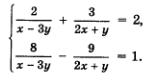 { 2/(x − 3y) + 3/(2x + y) = 2,
8/(x − 3y) − 9/(2x + y) = 1.